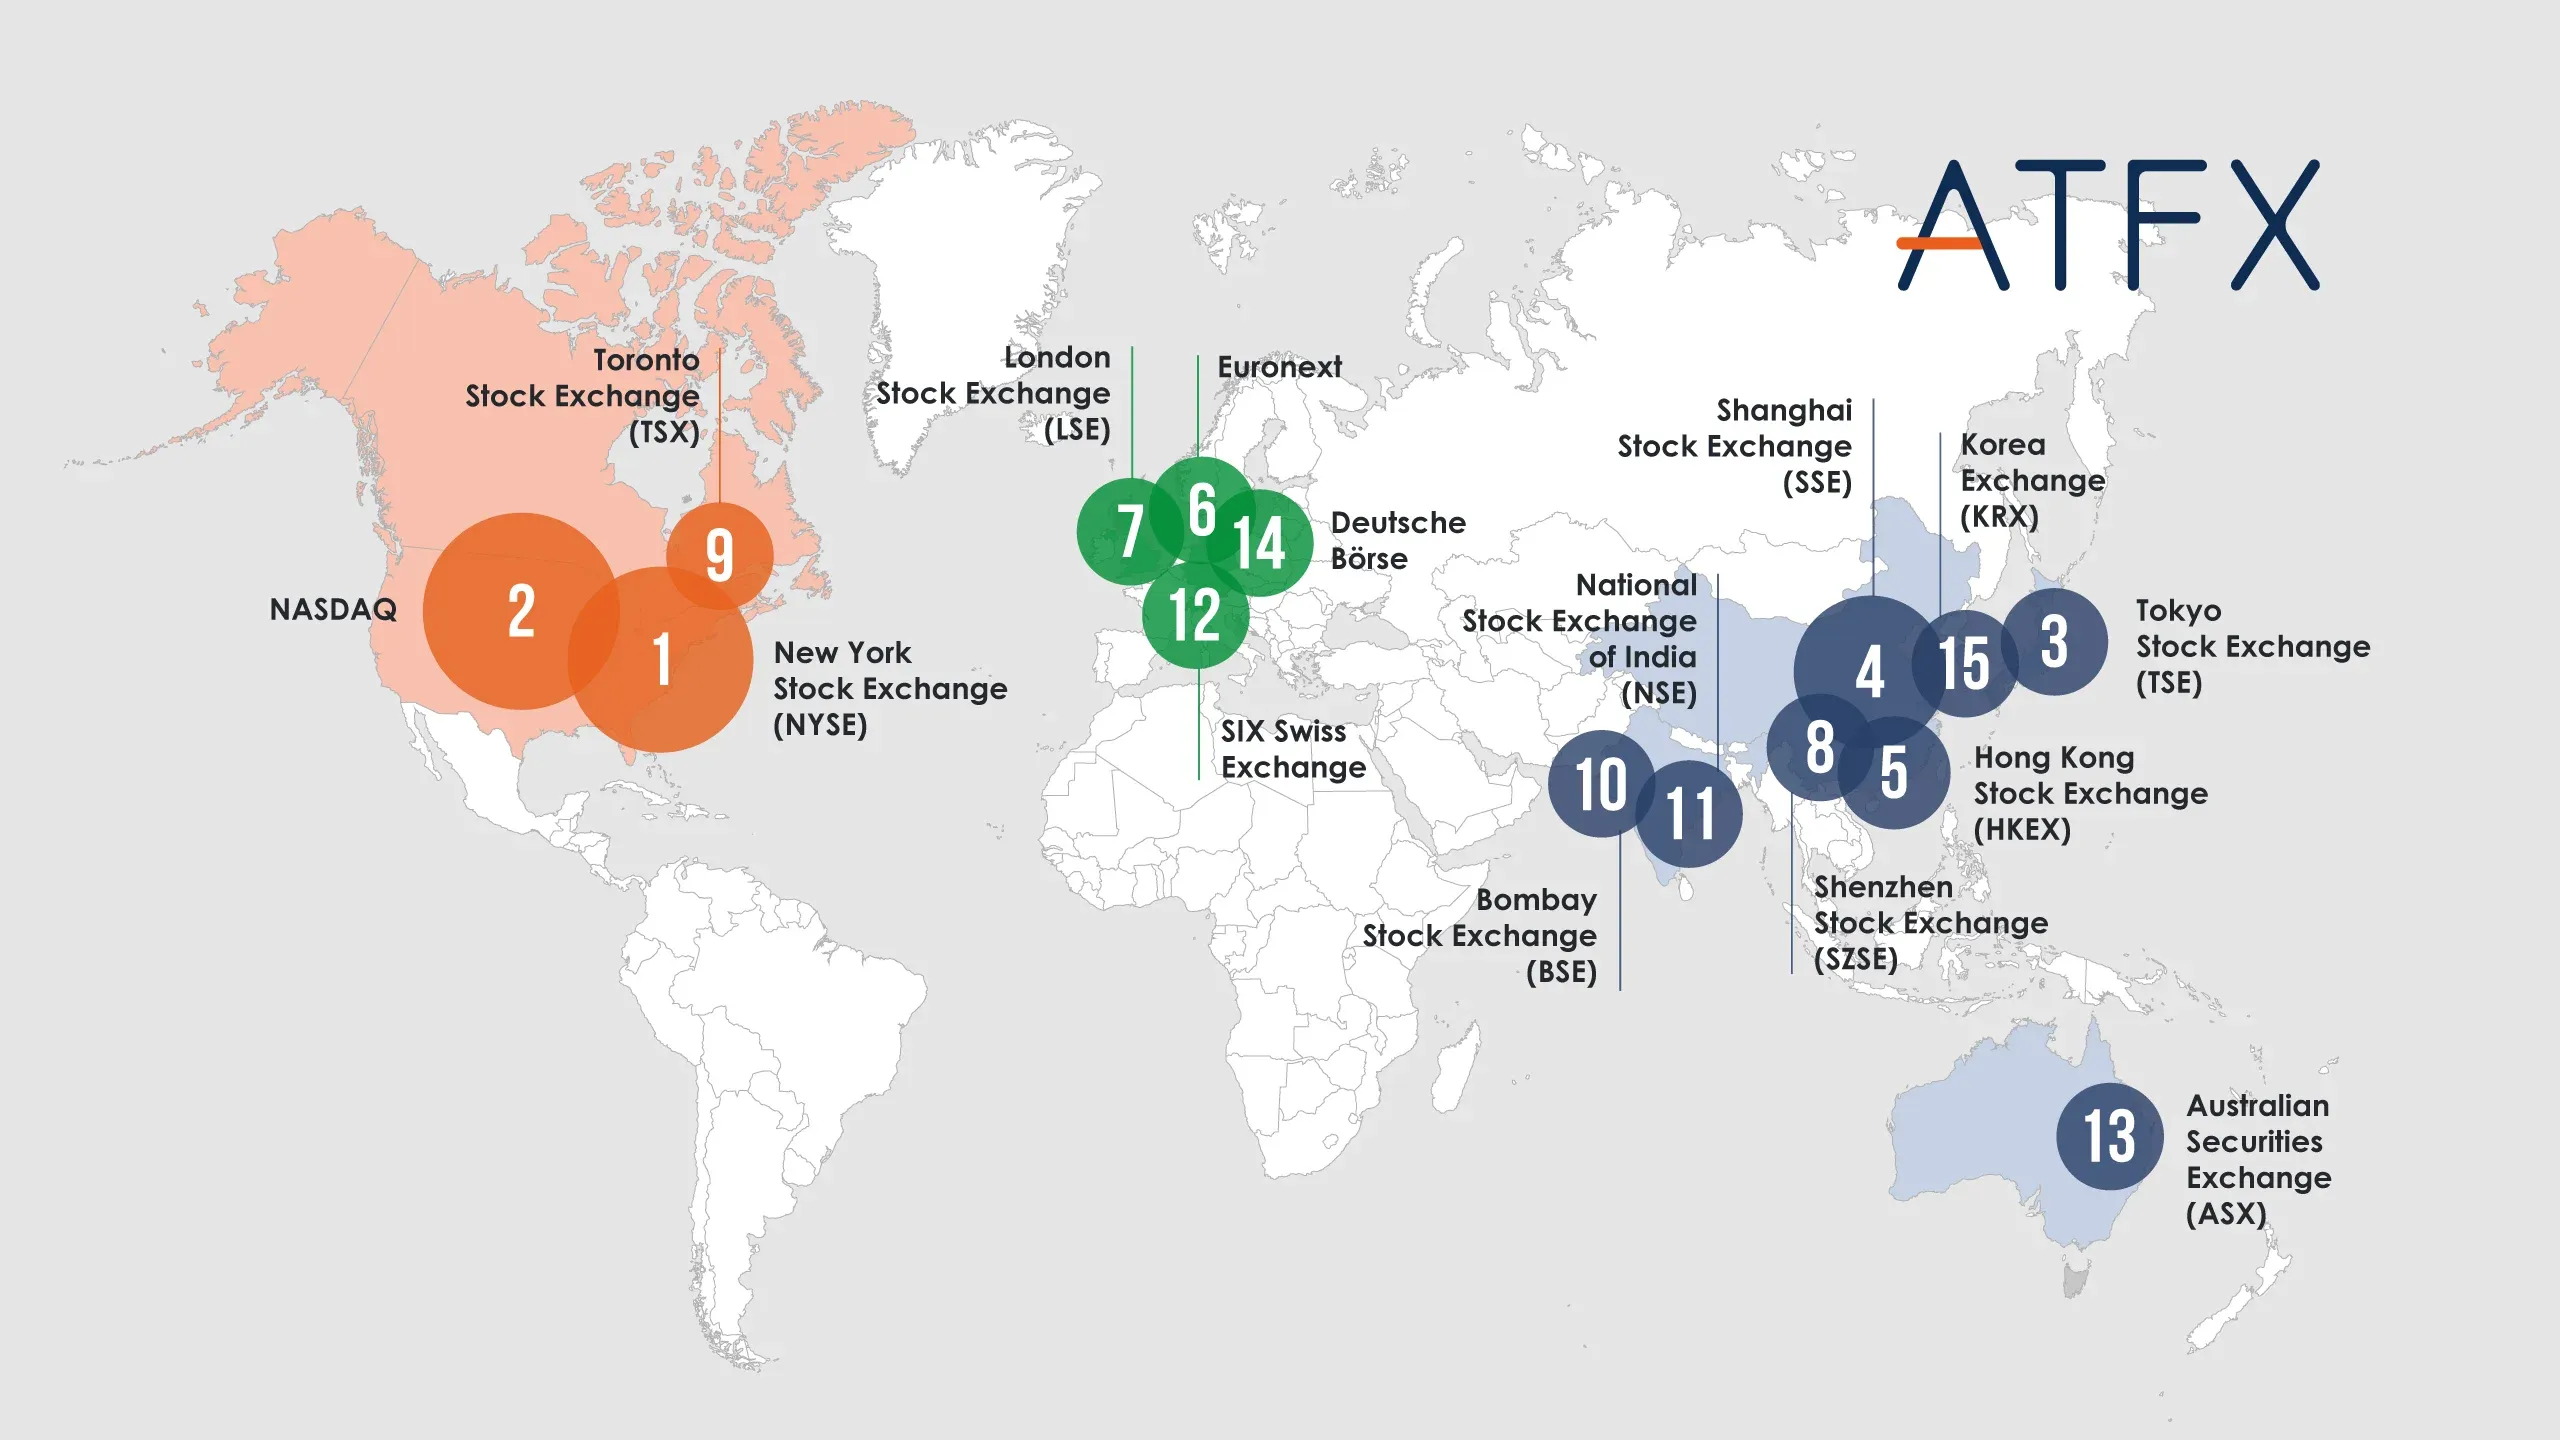 ATFX
Toronto
Stock Exchange
(TSX)
9
NASDAQ
2
1
New York
Stock Exchange
(NYSE)
London
Stock Exchange
(LSE)
Euronext
7
6
14
Deutsche
Börse
12
SIX Swiss
Exchange
Shanghai
Stock Exchange
(SSE)
Korea
Exchange
(KRX)
National
Stock Exchange
of India
(NSE)
4
15
3
Tokyo
Stock Exchange
(TSE)
8
5
Hong Kong
Stock Exchange
(HKEX)
10
11
Bombay
Stock Exchange
(BSE)
Shenzhen
Stock Exchange
(SZSE)
13
Australian
Securities
Exchange
(ASX)